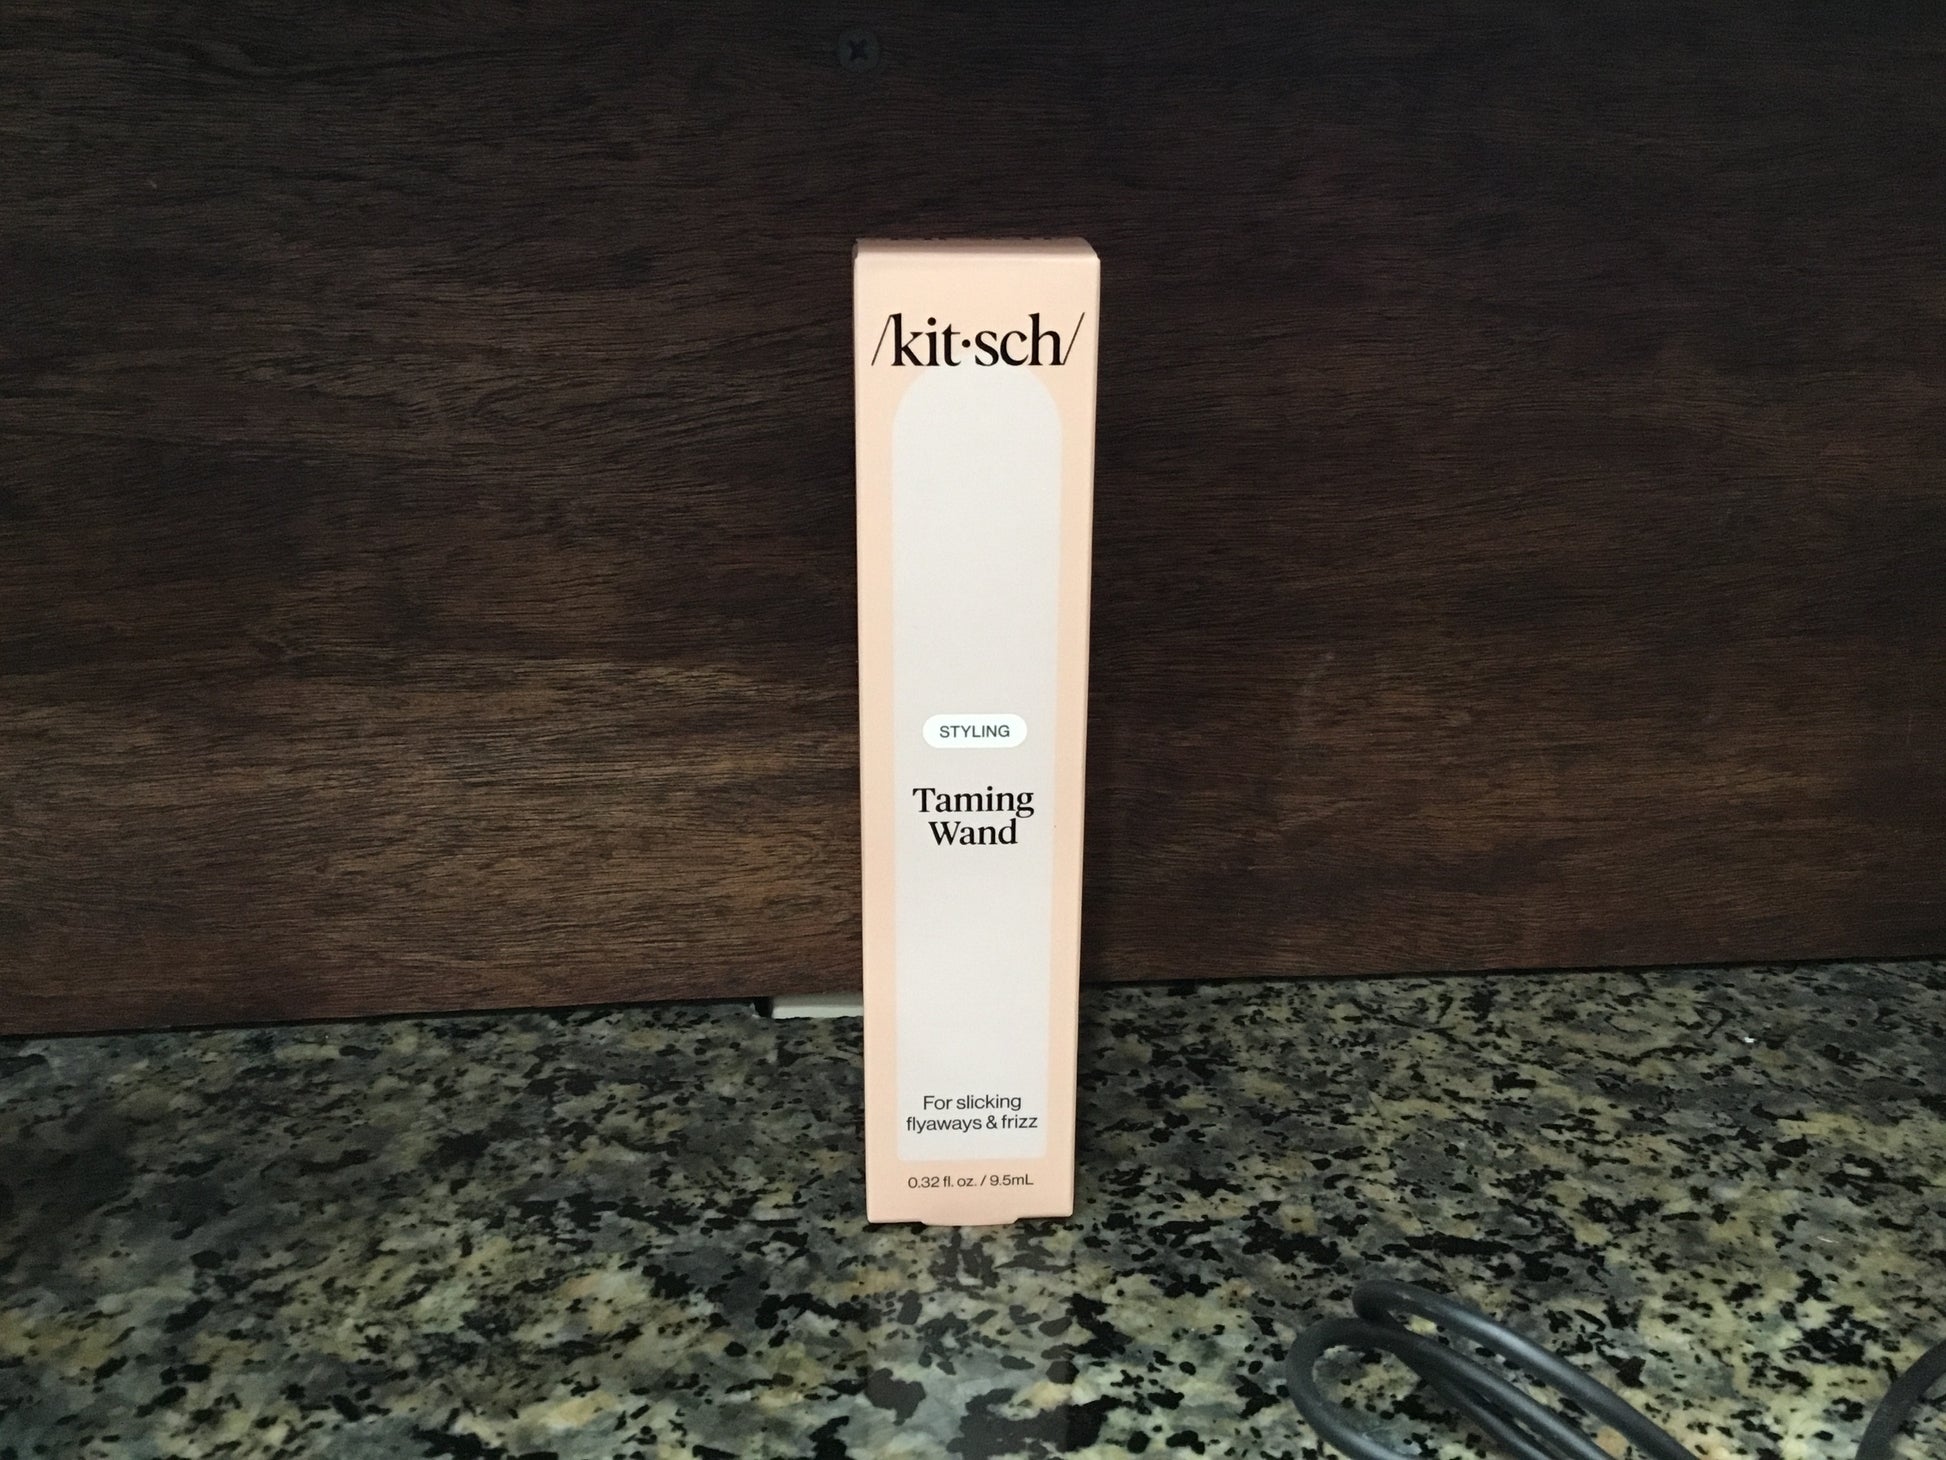 /kit·sch/
STYLING
Taming
Wand
For slicking
flyaways & frizz
0.32 fl. oz. / 9.5mL